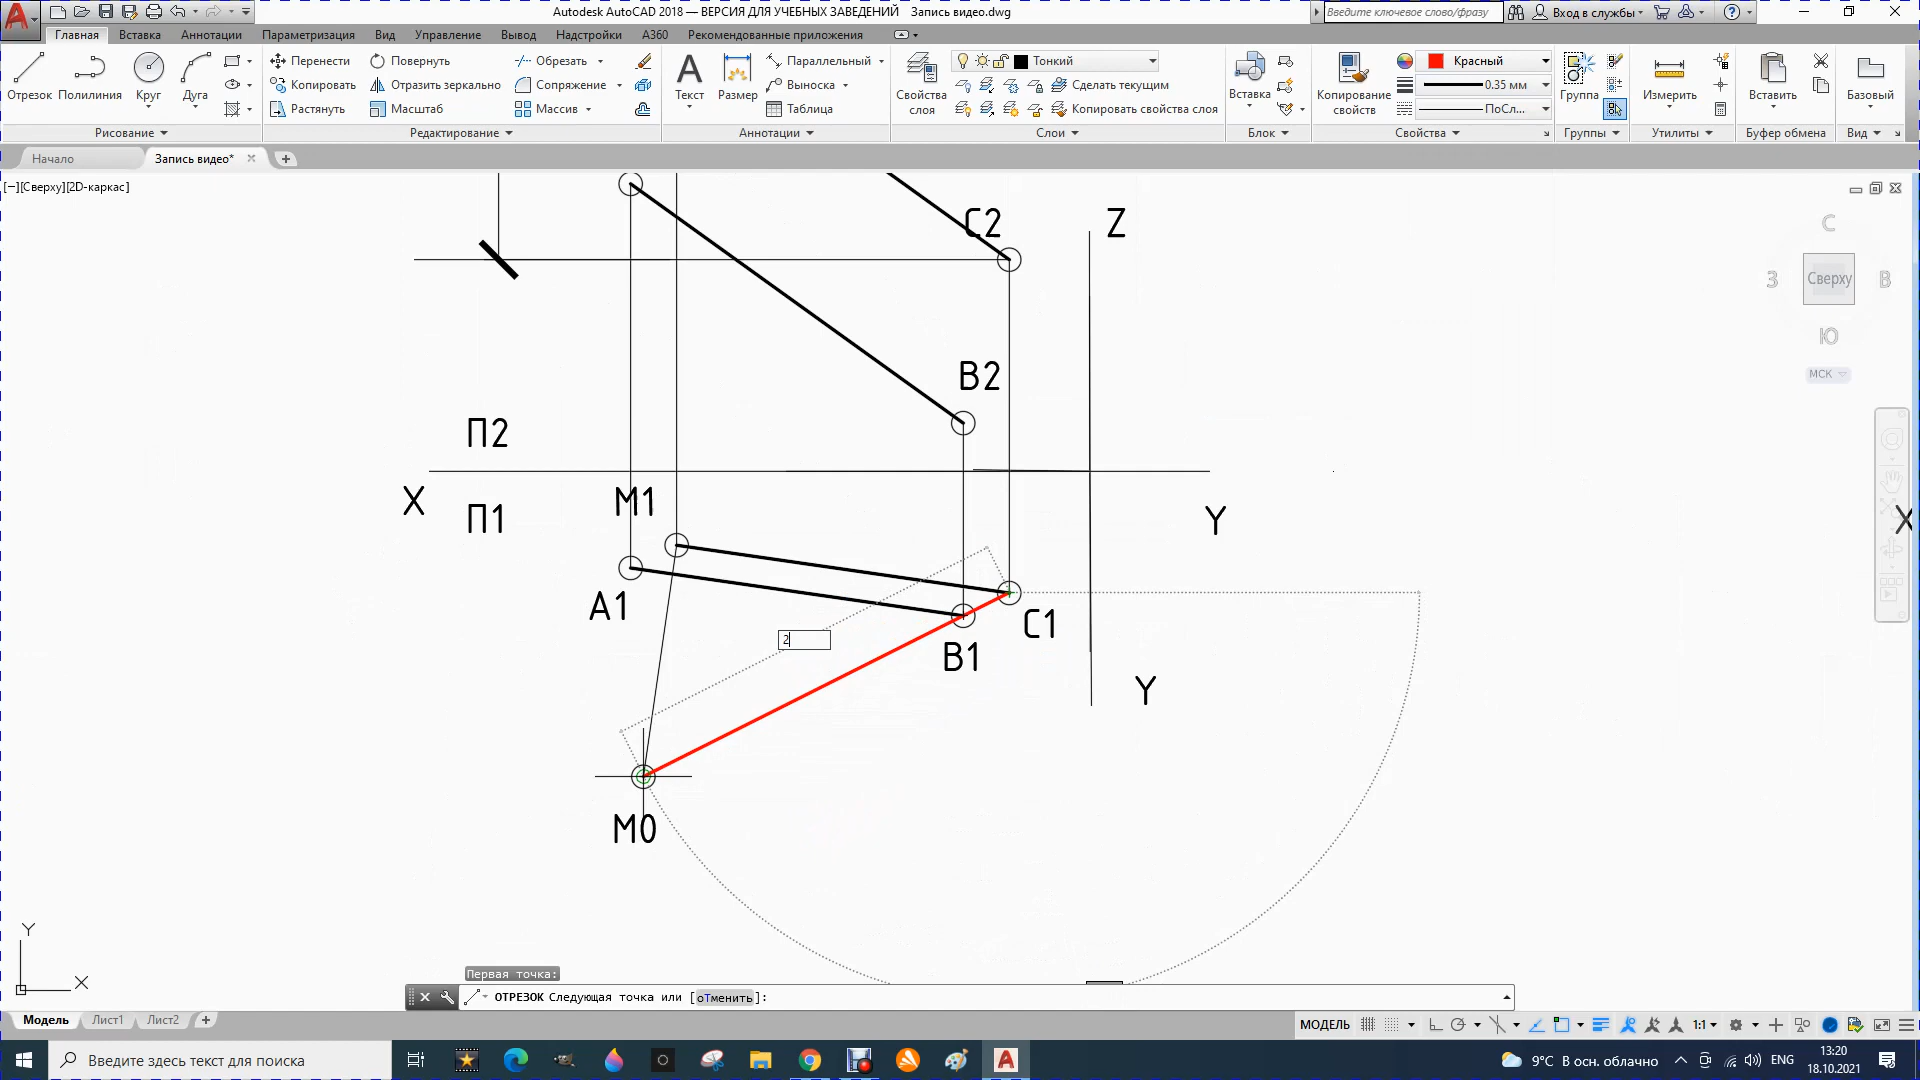 Autodesk AutoCAD 2018 — ВЕРСИЯ ДЛЯ УЧЕБНЫХ ЗАВЕДЕНИЙ Запись видео.dwg
Введите ключевое слово/фразу
Вход в службы
Главная Вставка Аннотации Параметризация Вид Управление Вывод Надстройки A360 Рекомендованные приложения
Отрезок Полилиния Круг Дуга
Перенести Повернуть Обрезать
Копировать Отразить зеркально Сопряжение
Растянуть Масштаб Массив
Текст Размер
Параллельный
Выноска
Таблица
Свойства слоя
Тонкий
Сделать текущим
Копировать свойства слоя
Вставка
Копирование свойств
Красный
0.35 мм
ПоСл...
Группа
Измерить
Вставить
Базовый
Рисование Редактирование Аннотации Слои Блок Свойства Группы Утилиты Буфер обмена Вид
Начало Запись видео*
[−][Сверху][2D-каркас]
С
З Сверху В
Ю
МСК
C2 Z
B2
П2
X
П1
M1
Y
X
A1
C1
B1
2
Y
M0
Y
X
Первая точка:
ОТРЕЗОК Следующая точка или [оТменить]:
Модель Лист1 Лист2
МОДЕЛЬ 1:1
Введите здесь текст для поиска
9°C В осн. облачно
ENG
13:20
18.10.2021